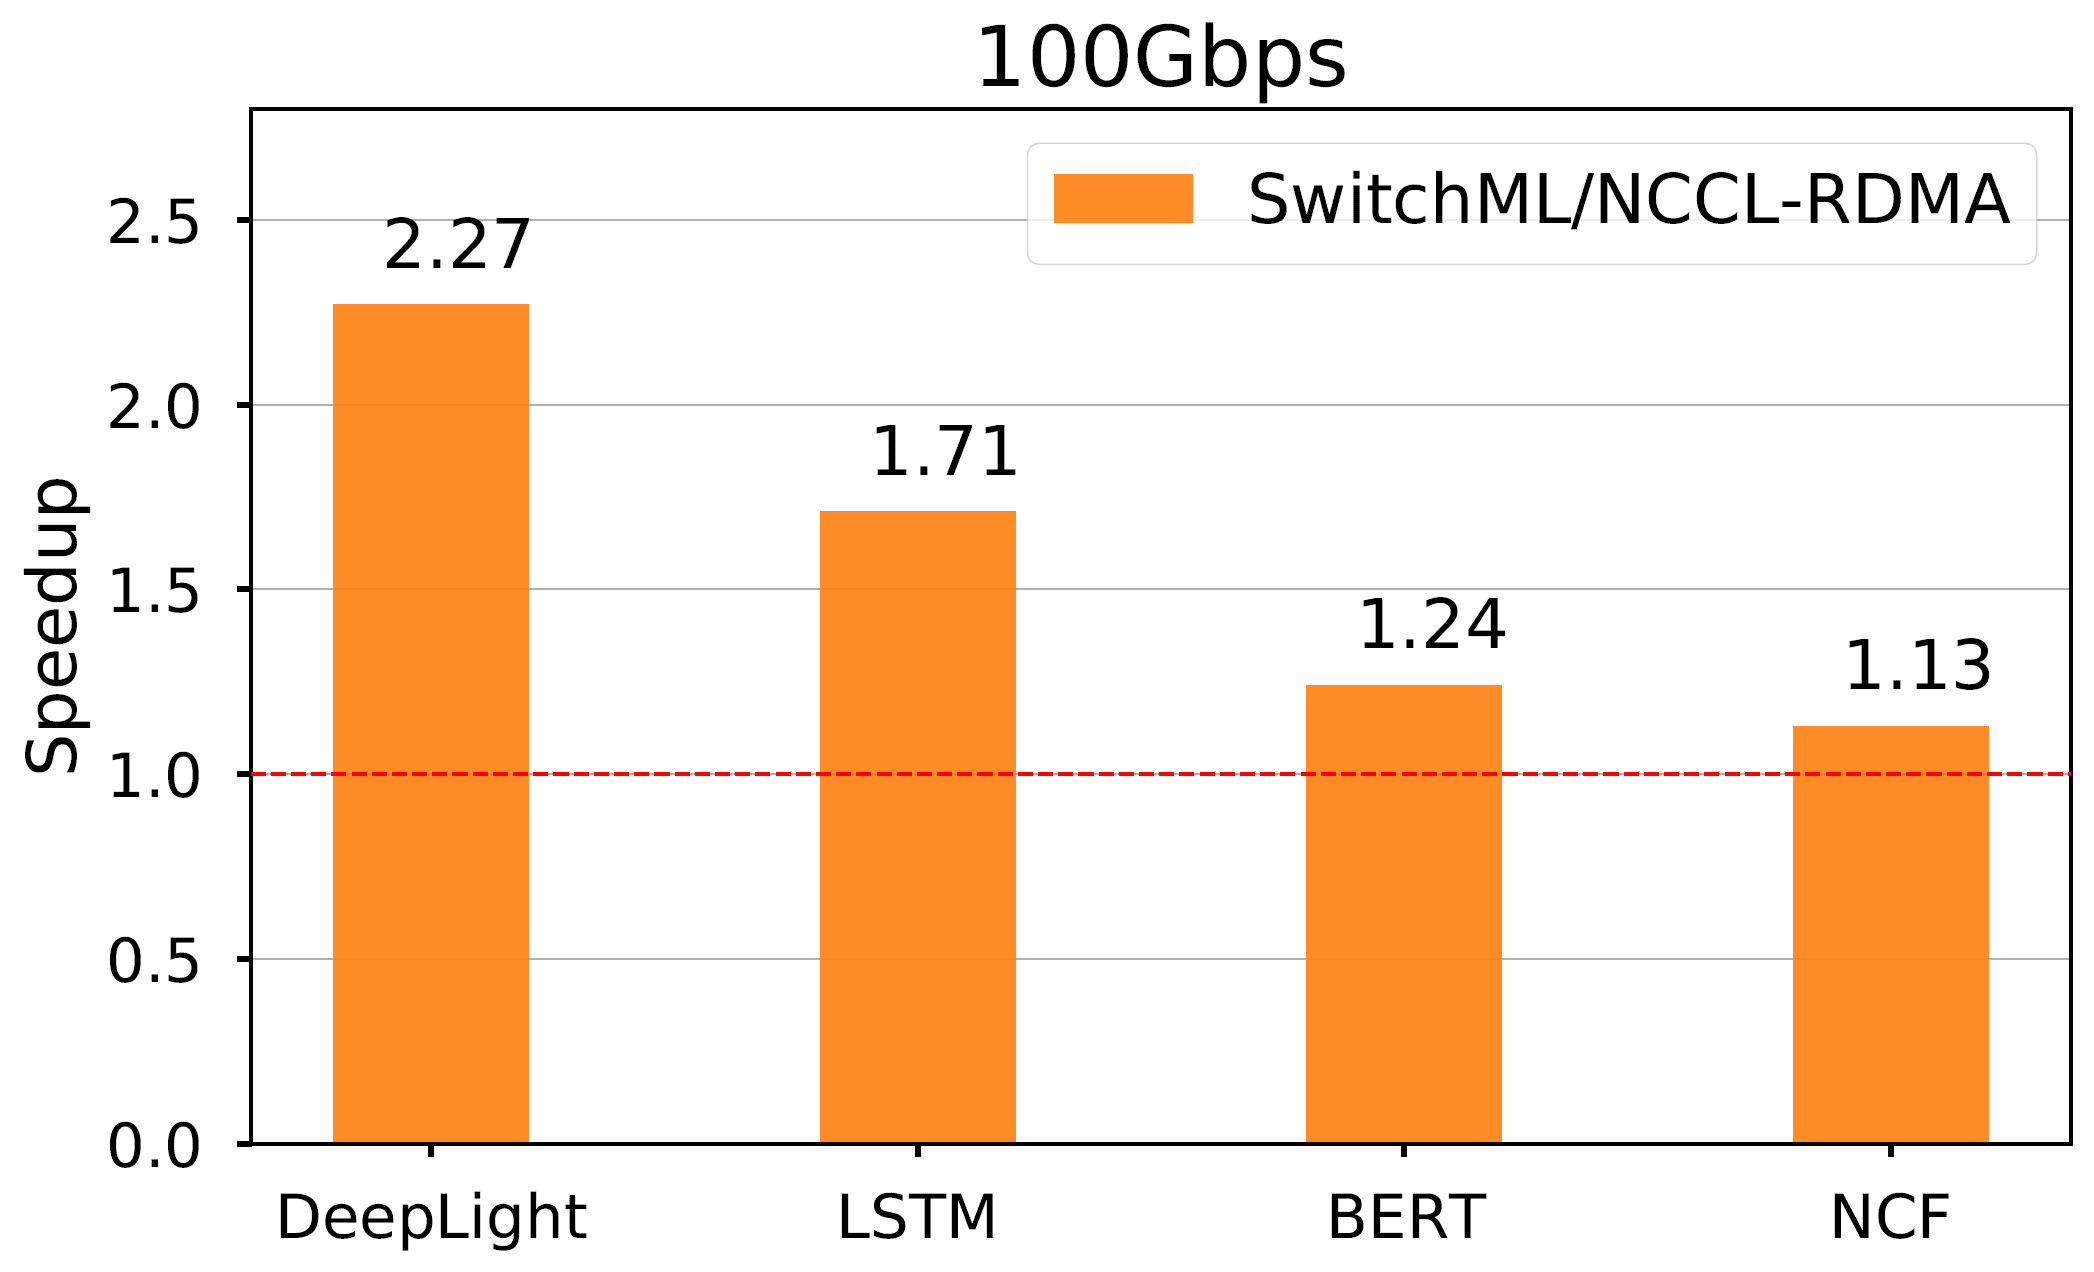 100Gbps
SwitchML/NCCL-RDMA
Speedup
2.5
2.0
1.5
1.0
0.5
0.0
2.27
1.71
1.24
1.13
DeepLight
LSTM
BERT
NCF